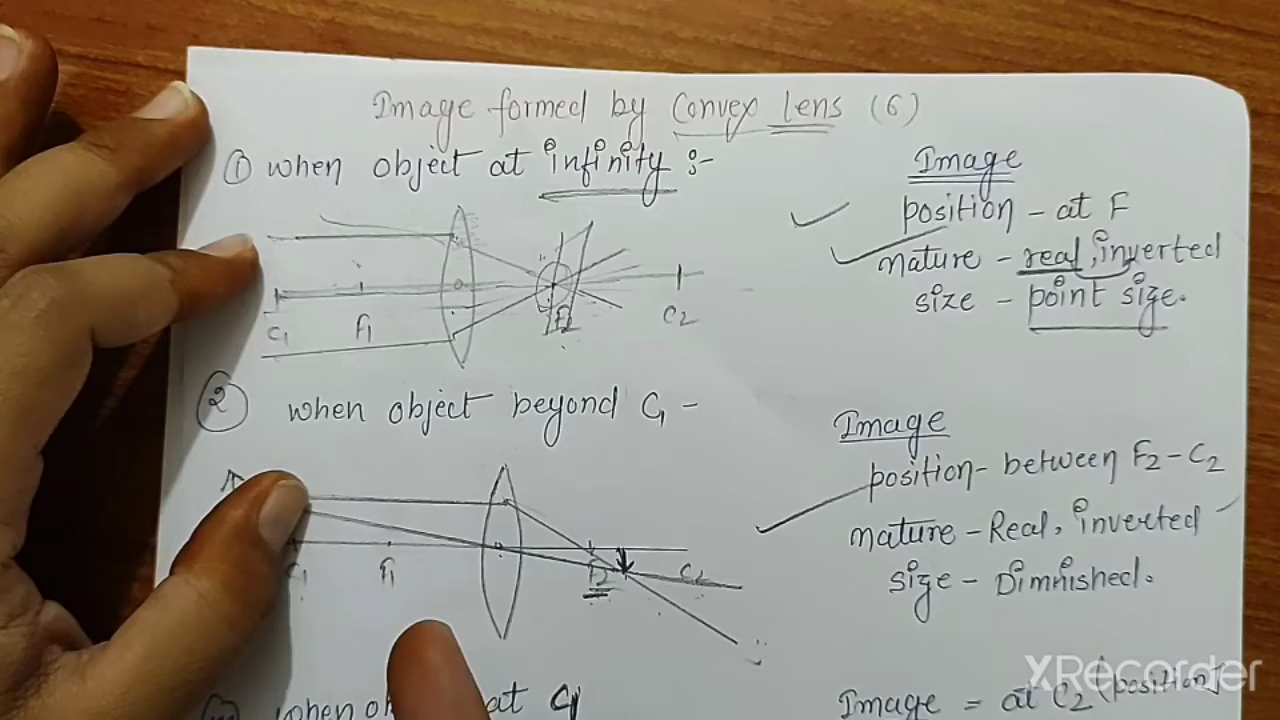 Image formed by Convex Lens (6)
① when object at infinity :-
Image
position - at F
nature - real, inverted
size - point size.
C1 F1 F2 C2
② when object beyond C1 -
Image
position - between F2 - C2
nature - Real, inverted
size - Diminshed.
F1 F2 C2
when at C1
Image = at C2 (position)
XRecorder